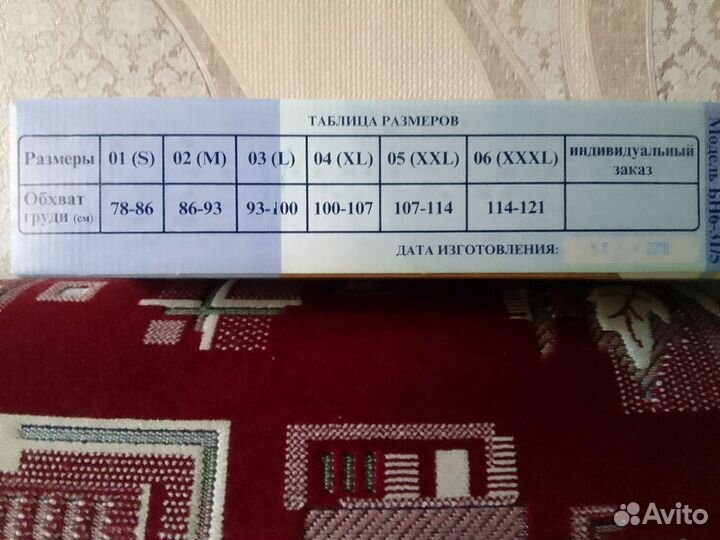 ТАБЛИЦА РАЗМЕРОВ
Размеры 01 (S) 02 (M) 03 (L) 04 (XL) 05 (XXL) 06 (XXXL) индивидуальный заказ
Обхват груди (см) 78-86 86-93 93-100 100-107 107-114 114-121
ДАТА ИЗГОТОВЛЕНИЯ: 2016
Модель
Avito